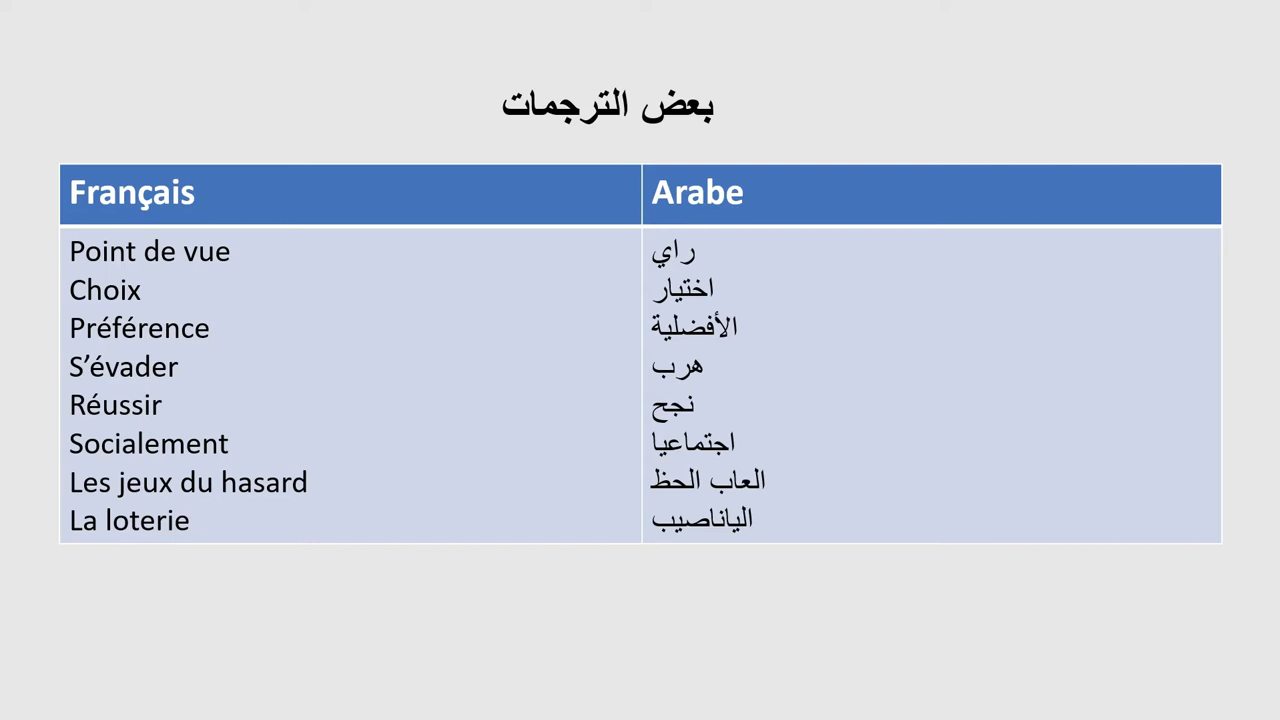 بعض الترجمات
Français Arabe
Point de vue راي
Choix اختيار
Préférence الأفضلية
S’évader هرب
Réussir نجح
Socialement اجتماعيا
Les jeux du hasard العاب الحظ
La loterie الياناصيب